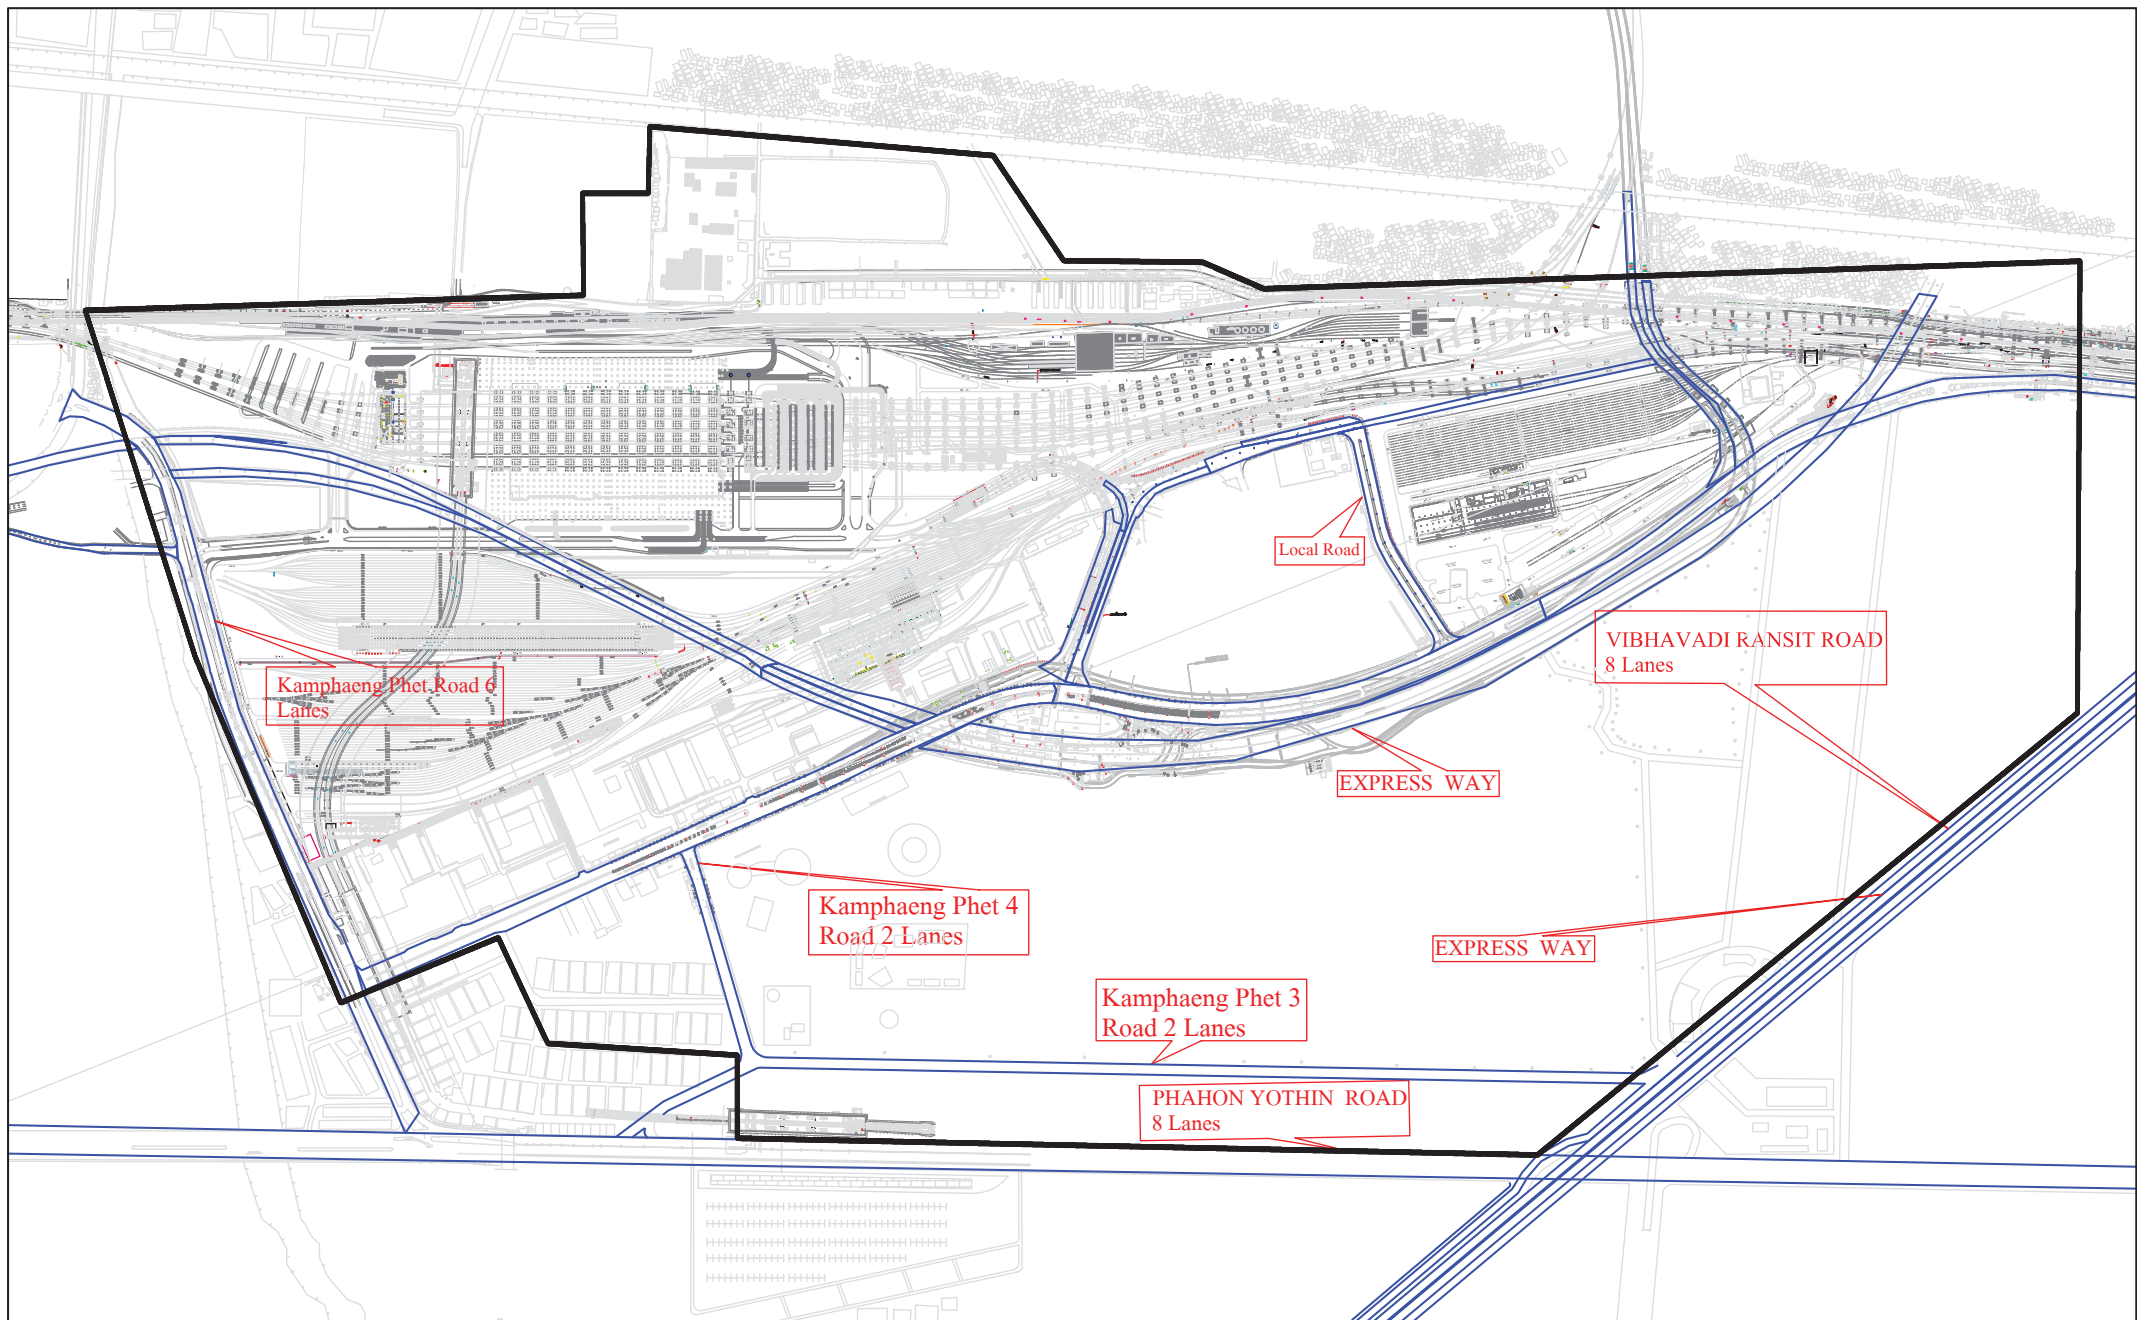 Local Road
VIBHAVADI RANSIT ROAD
8 Lanes
Kamphaeng Phet Road 6
Lanes
EXPRESS WAY
Kamphaeng Phet 4
Road 2 Lanes
EXPRESS WAY
Kamphaeng Phet 3
Road 2 Lanes
PHAHON YOTHIN ROAD
8 Lanes